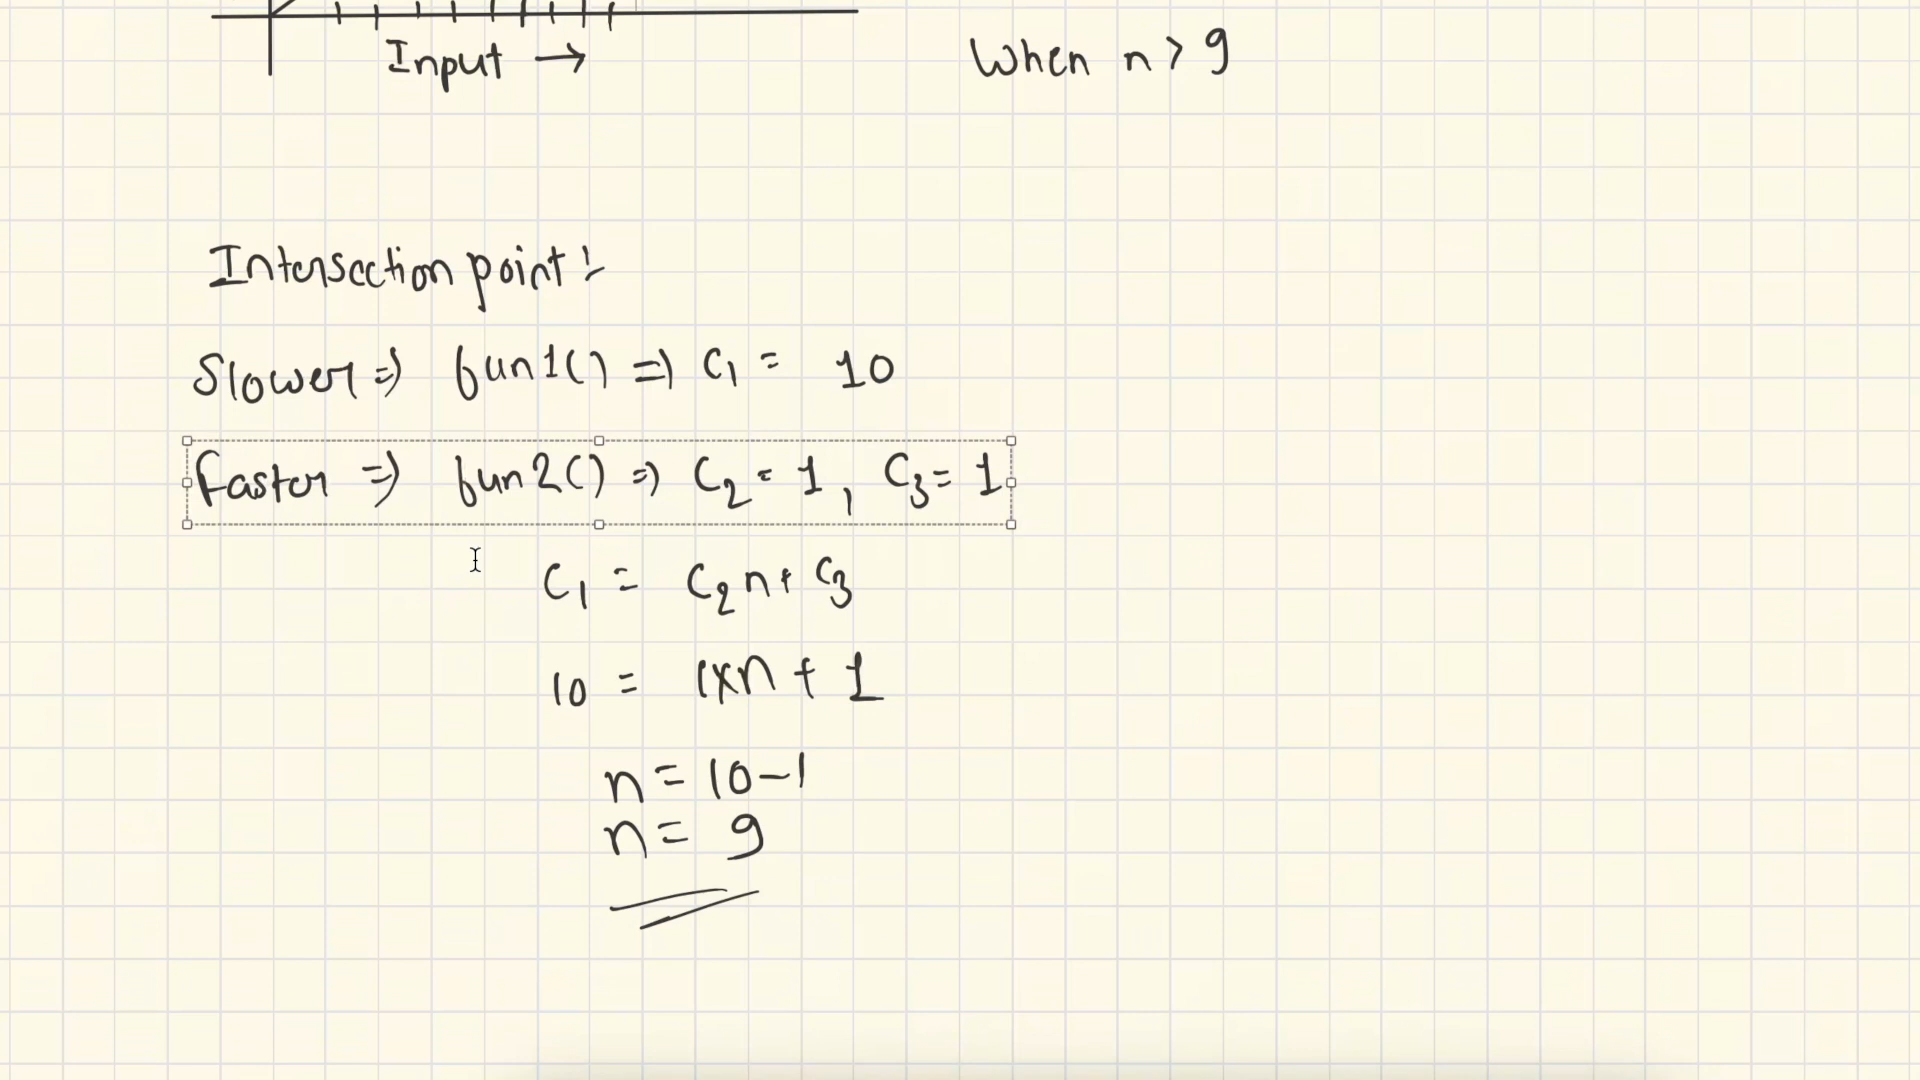 Input →
When n > 9
Intersection point :-
Slower => fun1() => C₁ = 10
Faster => fun2() => C₂ = 1, C₃ = 1
C₁ = C₂n + C₃
10 = 1×n + 1
n = 10 - 1
n = 9